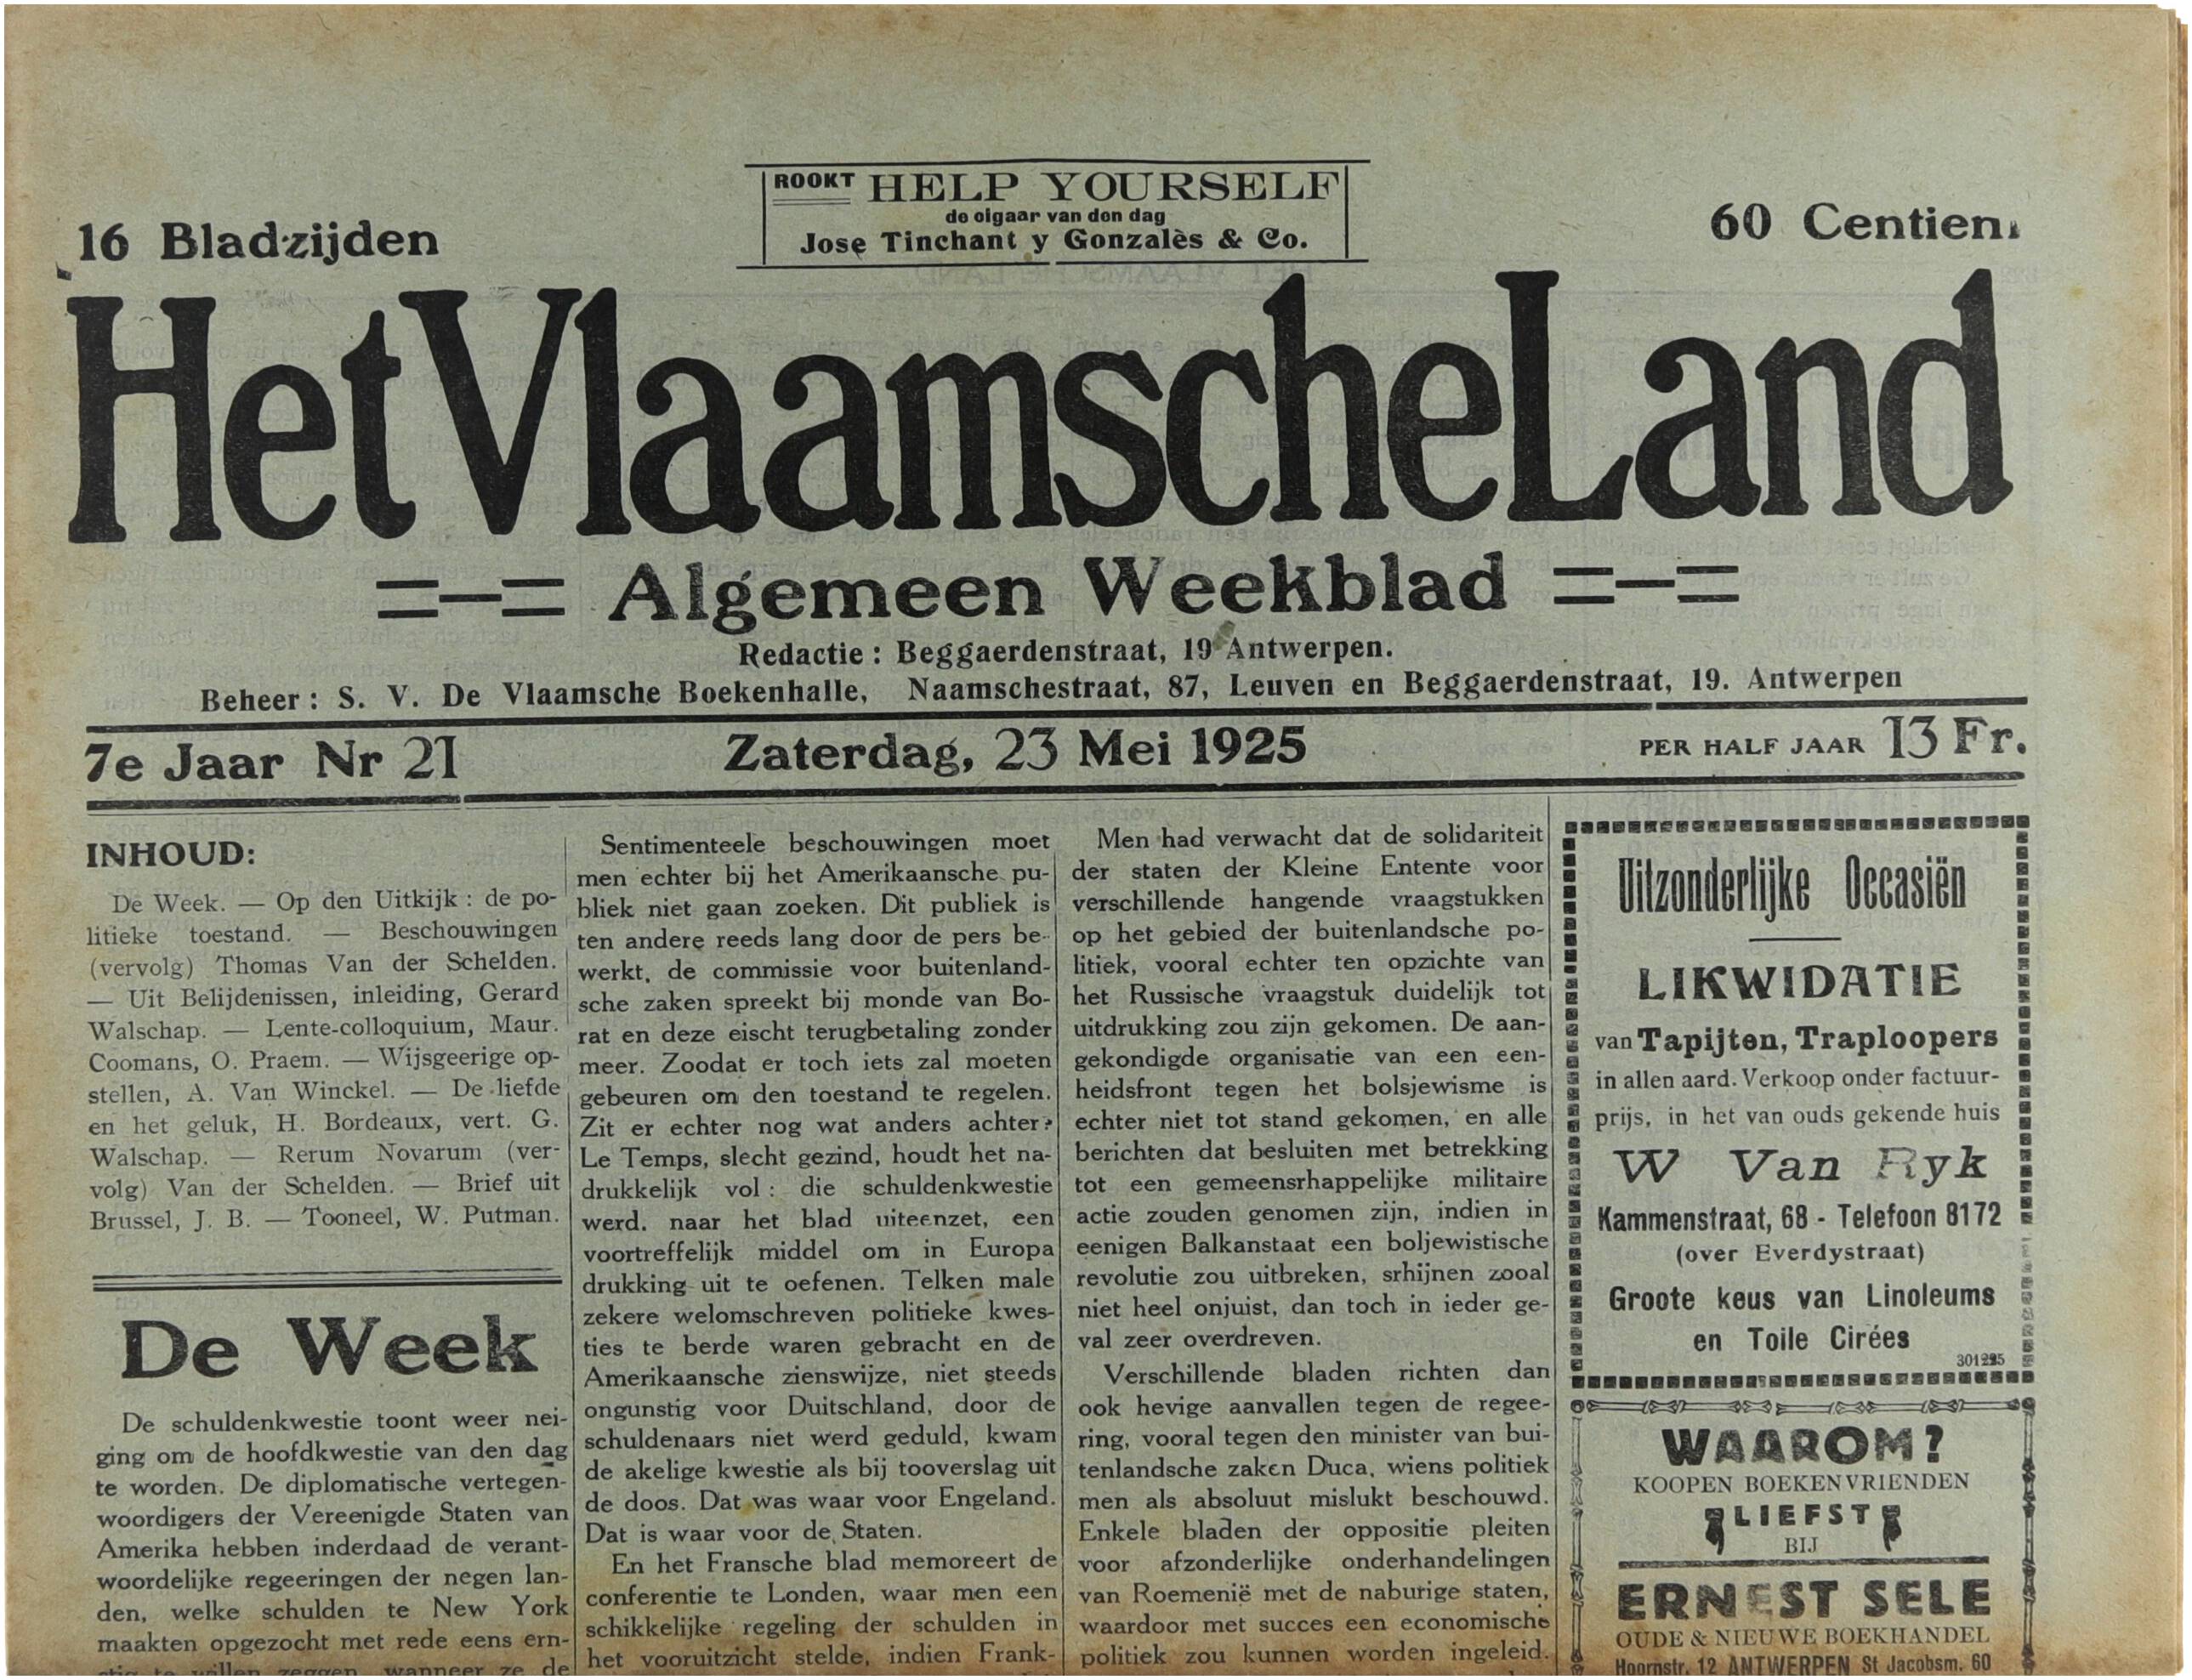 ROOKT HELP YOURSELF
de cigaar van den dag
Jose Tinchant y Gonzalès & Co.
16 Bladzijden
60 Centiem
Het Vlaamsche Land
Algemeen Weekblad
Redactie : Beggaerdenstraat, 19 Antwerpen.
Beheer : S. V. De Vlaamsche Boekenhalle, Naamschestraat, 87, Leuven en Beggaerdenstraat, 19. Antwerpen
7e Jaar Nr 21
Zaterdag, 23 Mei 1925
PER HALF JAAR 13 Fr.
INHOUD:
De Week. — Op den Uitkijk : de po-
litieke toestand. — Beschouwingen
(vervolg) Thomas Van der Schelden.
— Uit Belijdenissen, inleiding, Gerard
Walschap. — Lente-colloquium, Maur.
Coomans, O. Praem. — Wijsgeerige op-
stellen, A. Van Winckel. — De liefde
en het geluk, H. Bordeaux, vert. G.
Walschap. — Rerum Novarum (ver-
volg) Van der Schelden. — Brief uit
Brussel, J. B. — Tooneel, W. Putman.
De Week
De schuldenkwestie toont weer nei-
ging om de hoofdkwestie van den dag
te worden. De diplomatische vertegen-
woordigers der Vereenigde Staten van
Amerika hebben inderdaad de verant-
woordelijke regeeringen der negen lan-
den, welke schulden te New York
maakten opgezocht met rede eens ern-
stig te willen zeggen wanneer ze de
Sentimenteele beschouwingen moet
men echter bij het Amerikaansche pu-
bliek niet gaan zoeken. Dit publiek is
ten andere reeds lang door de pers be-
werkt, de commissie voor buitenland-
sche zaken spreekt bij monde van Bo-
rat en deze eischt terugbetaling zonder
meer. Zoodat er toch iets zal moeten
gebeuren om den toestand te regelen.
Zit er echter nog wat anders achter?
Le Temps, slecht gezind, houdt het na-
drukkelijk vol : die schuldenkwestie
werd. naar het blad uiteenzet, een
voortreffelijk middel om in Europa
drukking uit te oefenen. Telken male
zekere welomschreven politieke kwes-
ties te berde waren gebracht en de
Amerikaansche zienswijze, niet steeds
ongunstig voor Duitschland, door de
schuldenaars niet werd geduld, kwam
de akelige kwestie als bij tooverslag uit
de doos. Dat was waar voor Engeland.
Dat is waar voor de Staten.
En het Fransche blad memoreert de
conferentie te Londen, waar men een
schikkelijke regeling der schulden in
het vooruitzicht stelde, indien Frank-
Men had verwacht dat de solidariteit
der staten der Kleine Entente voor
verschillende hangende vraagstukken
op het gebied der buitenlandsche po-
litiek, vooral echter ten opzichte van
het Russische vraagstuk duidelijk tot
uitdrukking zou zijn gekomen. De aan-
gekondigde organisatie van een een-
heidsfront tegen het bolsjewisme is
echter niet tot stand gekomen, en alle
berichten dat besluiten met betrekking
tot een gemeensrhappelijke militaire
actie zouden genomen zijn, indien in
eenigen Balkanstaat een boljewistische
revolutie zou uitbreken, srhijnen zooal
niet heel onjuist, dan toch in ieder ge-
val zeer overdreven.
Verschillende bladen richten dan
ook hevige aanvallen tegen de regee-
ring, vooral tegen den minister van bui-
tenlandsche zaken Duca, wiens politiek
men als absoluut mislukt beschouwd.
Enkele bladen der oppositie pleiten
voor afzonderlijke onderhandelingen
van Roemenië met de naburige staten,
waardoor met succes een economische
politiek zou kunnen worden ingeleid.
Uitzonderlijke Occasiën
LIKWIDATIE
van Tapijten, Traploopers
in allen aard. Verkoop onder factuur-
prijs, in het van ouds gekende huis
W Van Ryk
Kammenstraat, 68 - Telefoon 8172
(over Everdystraat)
Groote keus van Linoleums
en Toile Cirées
WAAROM?
KOOPEN BOEKENVRIENDEN
LIEFST
BIJ
ERNEST SELE
OUDE & NIEUWE BOEKHANDEL
Hoornstr. 12 ANTWERPEN St Jacobsm. 60